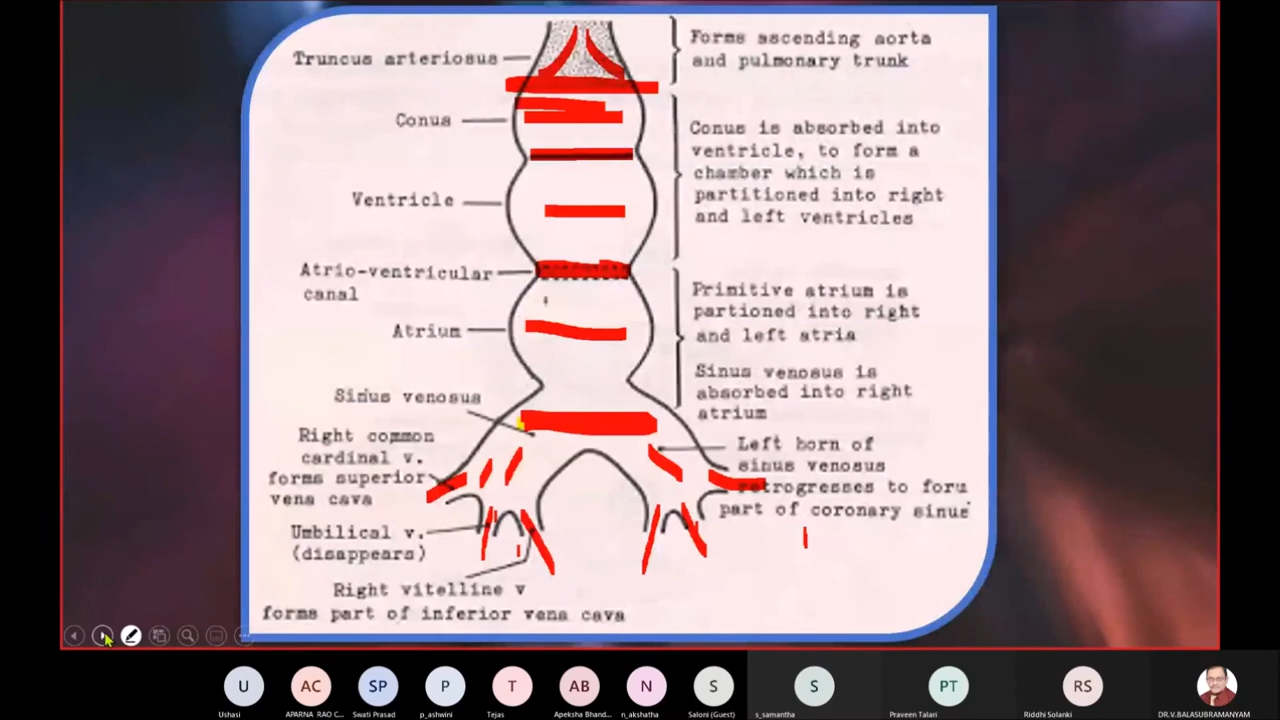 Truncus arteriosus
Forms ascending aorta
and pulmonary trunk
Conus
Conus is absorbed into
ventricle, to form a
chamber which is
partitioned into right
and left ventricles
Ventricle
Atrio-ventricular
canal
Primitive atrium is
partioned into right
and left atria
Atrium
Sinus venosus is
absorbed into right
atrium
Sinus venosus
Right common
cardinal v.
forms superior
vena cava
Left horn of
sinus venosus
retrogresses to form
part of coronary sinus
Umbilical v.
(disappears)
Right vitelline v
forms part of inferior vena cava
U AC SP P T AB N S S PT RS
Ushasi APARNA RAO C... Swati Prasad p_ashwini Tejas Apeksha Bhand... n_akshatha Saloni (Guest) s_samantha Praveen Talari Riddhi Solanki DR.V.BALASUBRAMANYAM